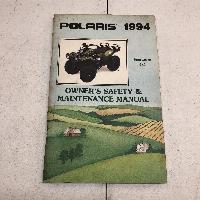 POLARIS 1994
OWNER'S SAFETY &
MAINTENANCE MANUAL